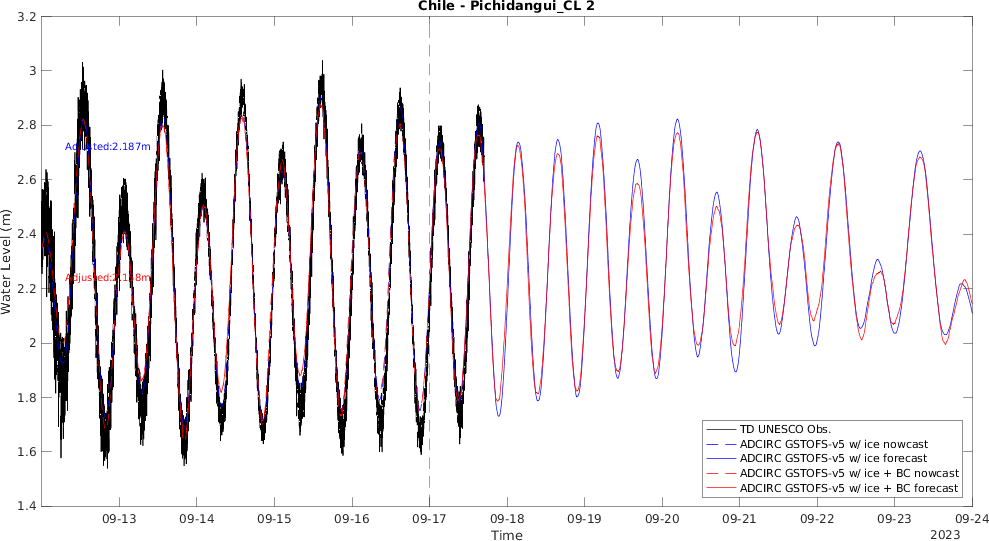 Chile - Pichidangui_CL 2
Water Level (m)
3.2
3
2.8
2.6
2.4
2.2
2
1.8
1.6
1.4
Adjusted:2.187m
Adjusted:2.188m
TD UNESCO Obs.
ADCIRC GSTOFS-v5 w/ ice nowcast
ADCIRC GSTOFS-v5 w/ ice forecast
ADCIRC GSTOFS-v5 w/ ice + BC nowcast
ADCIRC GSTOFS-v5 w/ ice + BC forecast
09-13 09-14 09-15 09-16 09-17 09-18 09-19 09-20 09-21 09-22 09-23 09-24
Time
2023